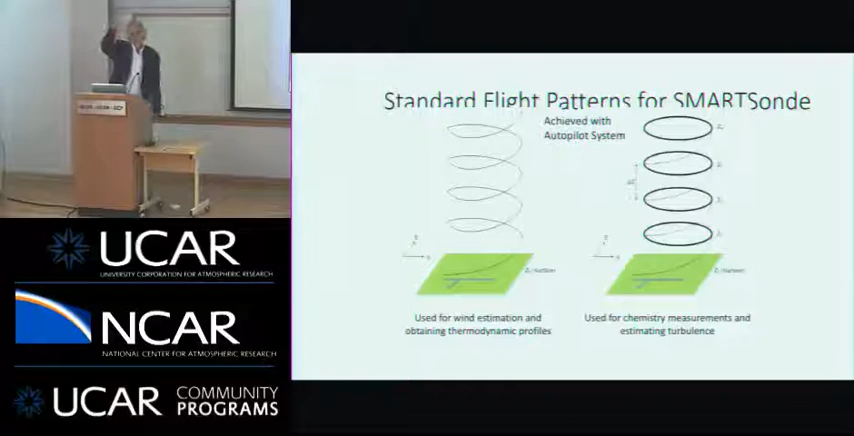 Standard Flight Patterns for SMARTSonde
Achieved with
Autopilot System
Used for wind estimation and
obtaining thermodynamic profiles
Used for chemistry measurements and
estimating turbulence
UCAR
UNIVERSITY CORPORATION FOR ATMOSPHERIC RESEARCH
NCAR
NATIONAL CENTER FOR ATMOSPHERIC RESEARCH
UCAR COMMUNITY
PROGRAMS